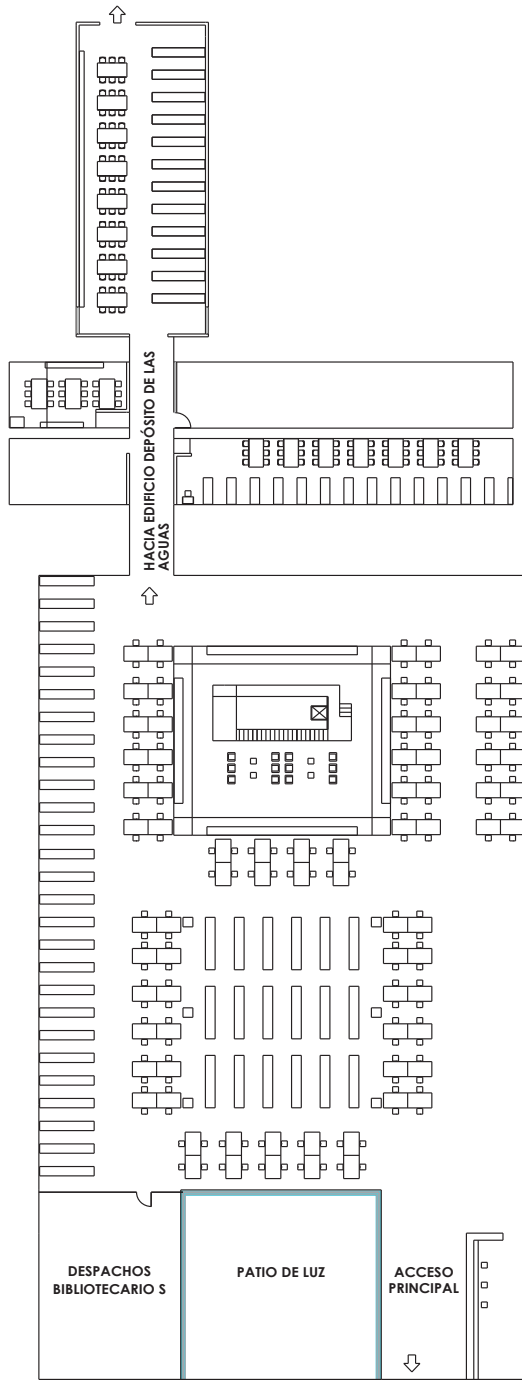 HACIA EDIFICIO DEPÓSITO DE LAS
AGUAS
DESPACHOS
BIBLIOTECARIO S
PATIO DE LUZ
ACCESO
PRINCIPAL